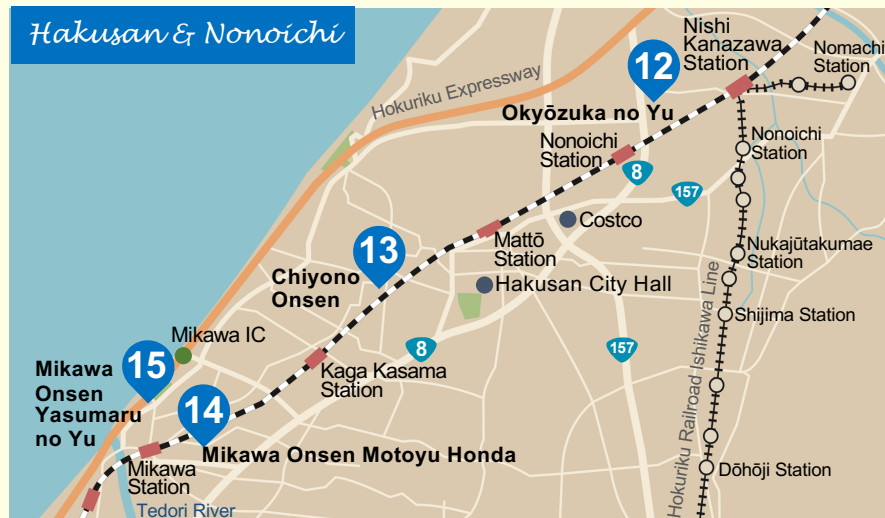 Hakusan & Nonoichi
Nishi
Kanazawa
Station
Nomachi
Station
12
Hokuriku Expressway
Okyōzuka no Yu
Nonoichi
Station
Nonoichi
Station
8
157
Costco
Mattō
Station
13
Chiyono
Onsen
Hakusan City Hall
Nukajūtakumae
Station
Shijima Station
Mikawa IC
8
157
Kaga Kasama
Station
Mikawa
Onsen
Yasumaru
no Yu
15
14
Mikawa Onsen Motoyu Honda
Mikawa
Station
Tedori River
Hokuriku Railroad Ishikawa Line
Dōhōji Station